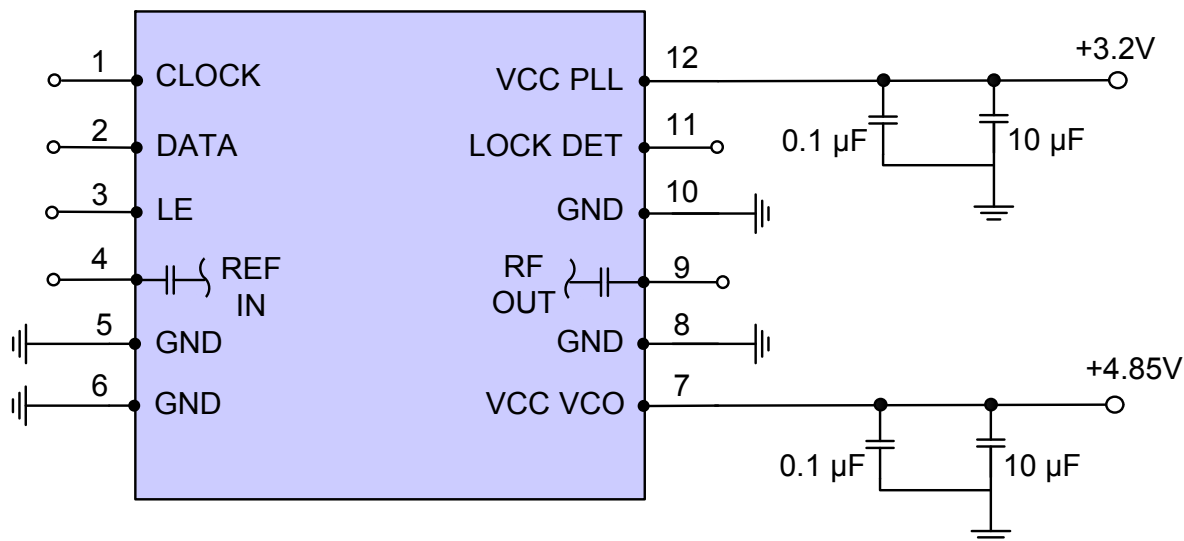 1 CLOCK
2 DATA
3 LE
4 REF
IN
5 GND
6 GND
VCC PLL 12
LOCK DET 11
GND 10
RF 9
OUT
GND 8
VCC VCO 7
+3.2V
0.1 µF 10 µF
+4.85V
0.1 µF 10 µF